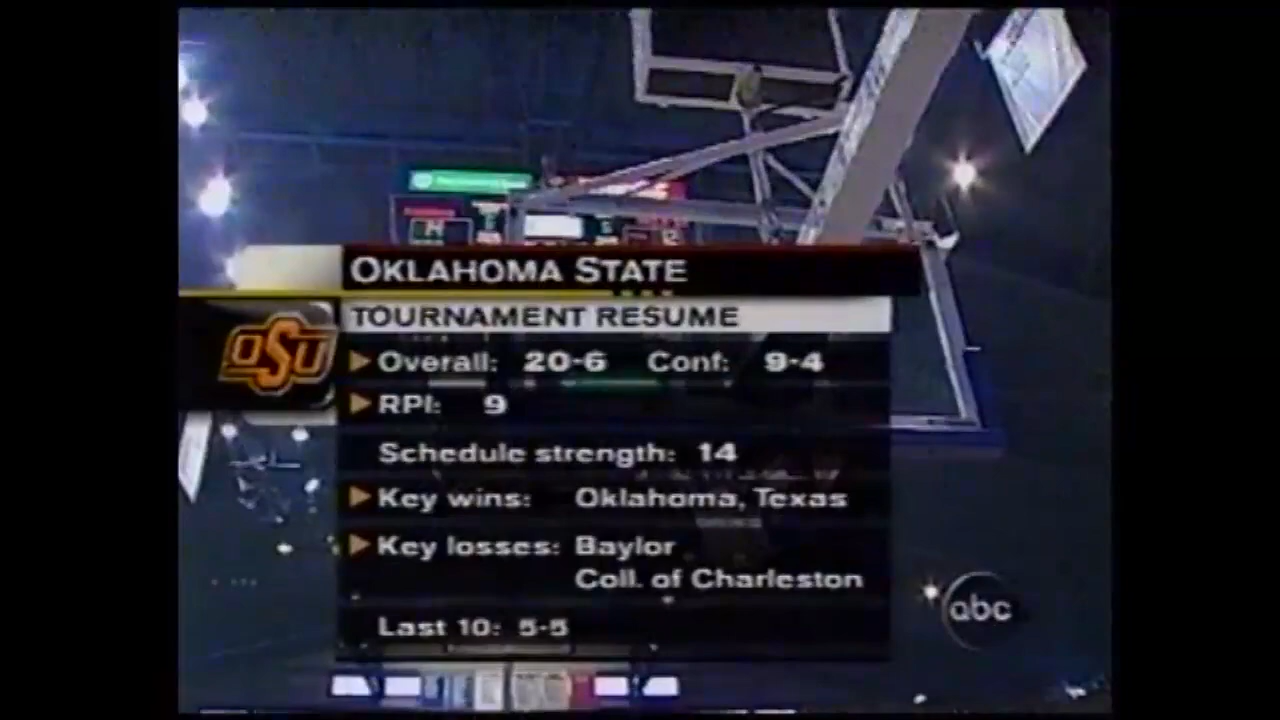 OKLAHOMA STATE
TOURNAMENT RESUME
OSU
Overall: 20-6 Conf: 9-4
RPI: 9
Schedule strength: 14
Key wins: Oklahoma, Texas
Key losses: Baylor
Coll. of Charleston
Last 10: 5-5
abc